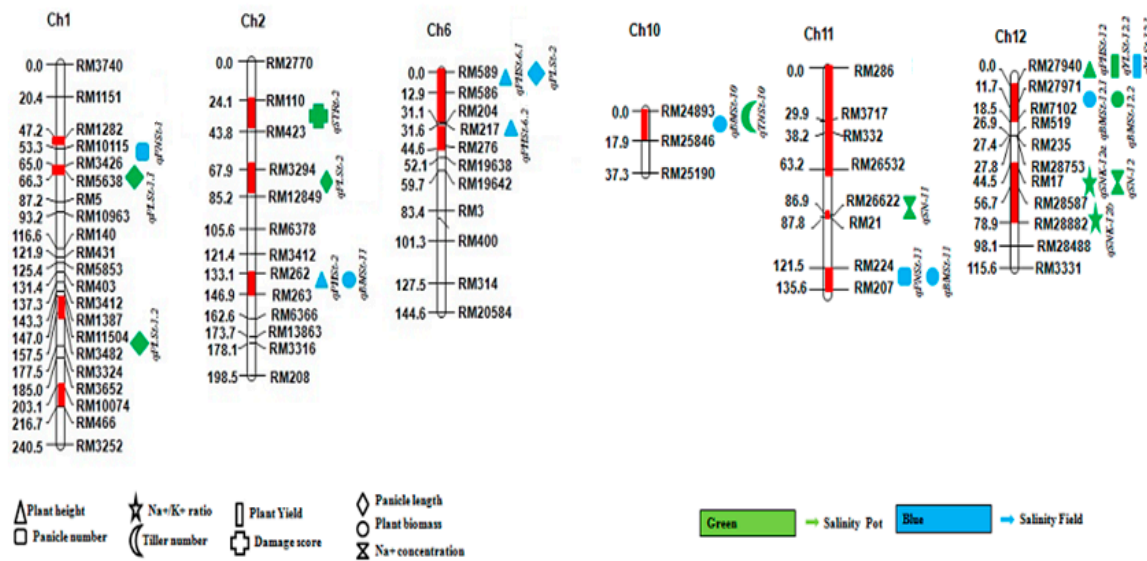 Ch1
0.0 RM3740
20.4 RM1151
47.2 RM1282
53.3 RM10115
65.0 RM3426
66.3 RM5638
87.2 RM5
93.2 RM10963
116.6 RM140
121.9 RM431
125.4 RM5853
131.4 RM403
137.3 RM3412
143.3 RM1387
147.0 RM11504
157.5 RM3482
177.5 RM3324
185.0 RM3652
203.1 RM10074
216.7 RM466
240.5 RM3252
qPNSt-1
qPLSt-1.1
qPLSt-1.2
Ch2
0.0 RM2770
24.1 RM110
43.8 RM423
67.9 RM3294
85.2 RM12849
105.6 RM6378
121.4 RM3412
133.1 RM262
146.9 RM263
162.6 RM6366
173.7 RM13863
178.1 RM3316
198.5 RM208
qSTRt-2
qPLSt-2
qPHSt-2
qBMSt-11
Ch6
0.0 RM589
12.9 RM586
31.1 RM204
31.6 RM217
44.6 RM276
52.1 RM19638
59.7 RM19642
83.4 RM3
101.3 RM400
127.5 RM314
144.6 RM20584
qPHSt-6.1
qPLSt-2
qPHSt-6.2
Ch10
0.0 RM24893
17.9 RM25846
37.3 RM25190
qBMSt-10
qTNSt-10
Ch11
0.0 RM286
29.9 RM3717
38.2 RM332
63.2 RM26532
86.9 RM26622
87.8 RM21
121.5 RM224
135.6 RM207
qSN-11
qPNSt-11
qBMSt-11
Ch12
0.0 RM27940
11.7 RM27971
18.5 RM7102
26.9 RM519
27.4 RM235
27.8 RM28753
44.5 RM17
56.7 RM28587
78.9 RM28882
98.1 RM28488
115.6 RM3331
qPHSt-12
qYLSt-12.2
qBMSt-12.1
qBMSt-12.2
qSNK-12a
qSN-12
qSNK-12b
Plant height
Panicle number
Na+/K+ ratio
Tiller number
Plant Yield
Damage score
Panicle length
Plant biomass
Na+ concentration
Green Salinity Pot
Blue Salinity Field